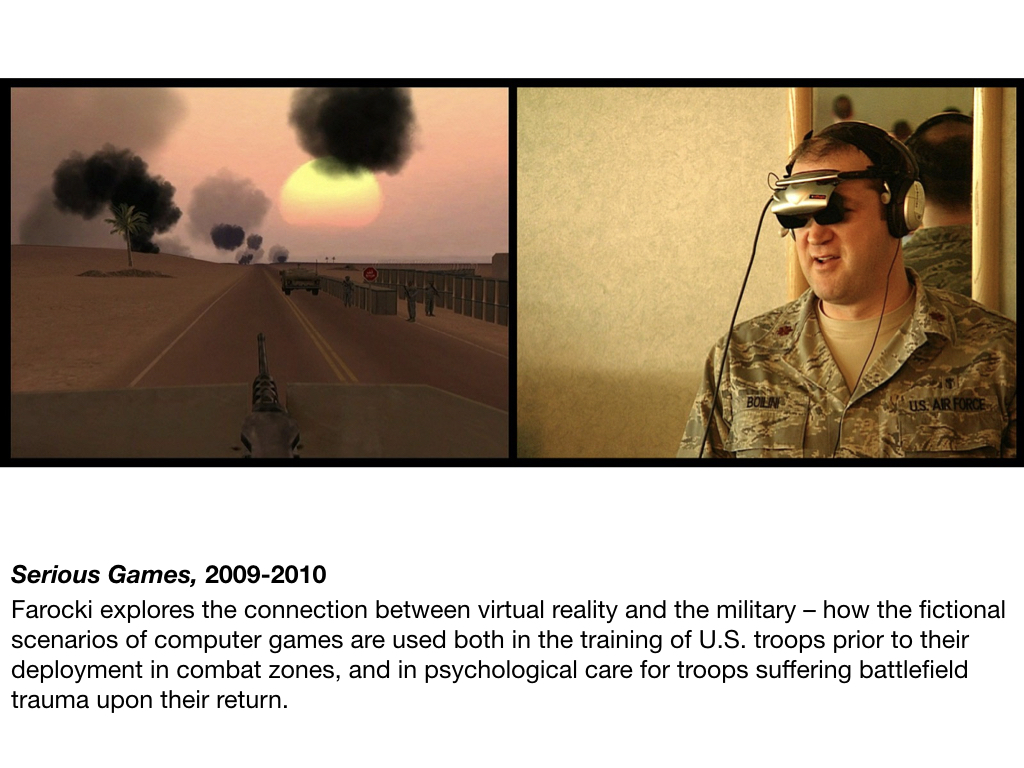 BOILINI
U.S. AIR FORCE
Serious Games, 2009-2010
Farocki explores the connection between virtual reality and the military – how the fictional
scenarios of computer games are used both in the training of U.S. troops prior to their
deployment in combat zones, and in psychological care for troops suffering battlefield
trauma upon their return.